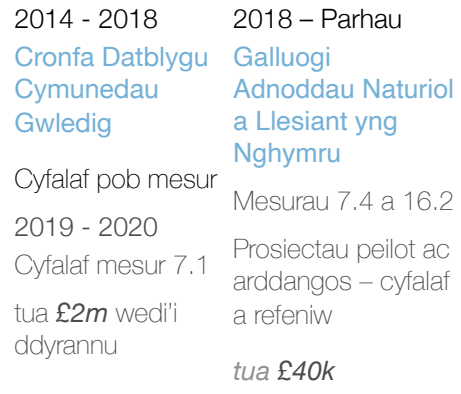 2014 - 2018
Cronfa Datblygu
Cymunedau
Gwledig
Cyfalaf pob mesur
2019 - 2020
Cyfalaf mesur 7.1
tua £2m wedi'i
ddyrannu
2018 – Parhau
Galluogi
Adnoddau Naturiol
a Llesiant yng
Nghymru
Mesurau 7.4 a 16.2
Prosiectau peilot ac
arddangos – cyfalaf
a refeniw
tua £40k